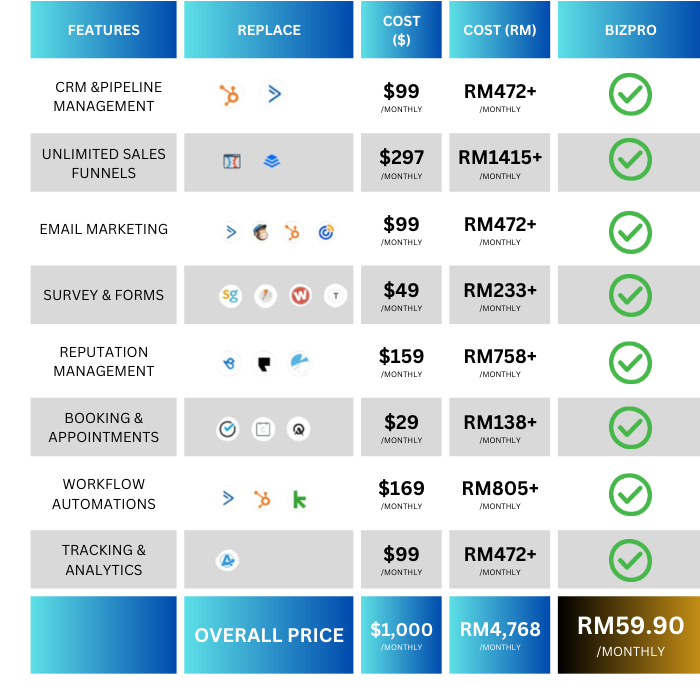 FEATURES
REPLACE
COST
($)
COST (RM)
BIZPRO
CRM &PIPELINE
MANAGEMENT
$99
/MONTHLY
RM472+
/MONTHLY
UNLIMITED SALES
FUNNELS
$297
/MONTHLY
RM1415+
/MONTHLY
EMAIL MARKETING
$99
/MONTHLY
RM472+
/MONTHLY
SURVEY & FORMS
sg
W
T
$49
/MONTHLY
RM233+
/MONTHLY
REPUTATION
MANAGEMENT
$159
/MONTHLY
RM758+
/MONTHLY
BOOKING &
APPOINTMENTS
$29
/MONTHLY
RM138+
/MONTHLY
WORKFLOW
AUTOMATIONS
$169
/MONTHLY
RM805+
/MONTHLY
TRACKING &
ANALYTICS
$99
/MONTHLY
RM472+
/MONTHLY
OVERALL PRICE
$1,000
/MONTHLY
RM4,768
/MONTHLY
RM59.90
/MONTHLY